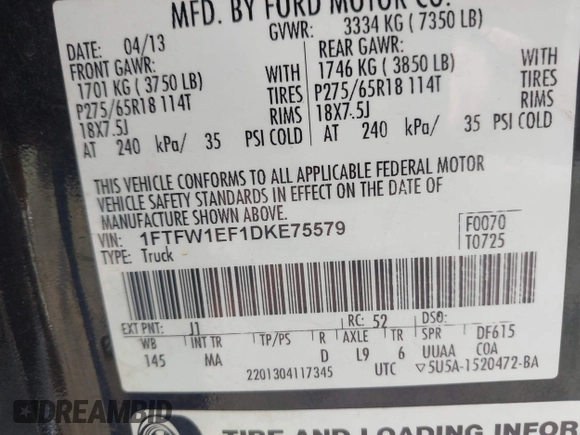 MFD. BY FORD MOTOR CO.
DATE: 04/13
GVWR: 3334 KG ( 7350 LB)
FRONT GAWR:
1701 KG ( 3750 LB)
P275/65R18 114T
18X7.5J
AT 240 kPa/ 35
WITH
TIRES
RIMS
PSI COLD
REAR GAWR:
1746 KG ( 3850 LB)
P275/65R18 114T
18X7.5J
AT 240 kPa/ 35
WITH
TIRES
RIMS
PSI COLD
THIS VEHICLE CONFORMS TO ALL APPLICABLE FEDERAL MOTOR
VEHICLE SAFETY STANDARDS IN EFFECT ON THE DATE OF
MANUFACTURE SHOWN ABOVE.
VIN: 1FTFW1EF1DKE75579
TYPE: Truck
F0070
T0725
EXT PNT: J1
RC: 52
DSO:
WB
145
INT TR
MA
TP/PS
R
D
AXLE
L9
TR
6
SPR
UUAA
DF615
C0A
2201304117345
UTC
▽5U5A-1520472-BA
TIRE AND LOADING INFOR
DREAMBID